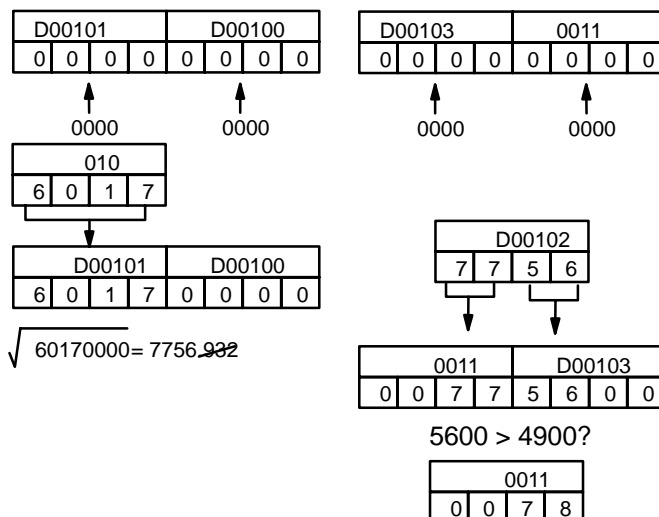 D00101 D00100
0 0 0 0 0 0 0 0
0000 0000
010
6 0 1 7
D00101 D00100
6 0 1 7 0 0 0 0
√60170000= 7756.932
D00103 0011
0 0 0 0 0 0 0 0
0000 0000
D00102
7 7 5 6
0011 D00103
0 0 7 7 5 6 0 0
5600 > 4900?
0011
0 0 7 8